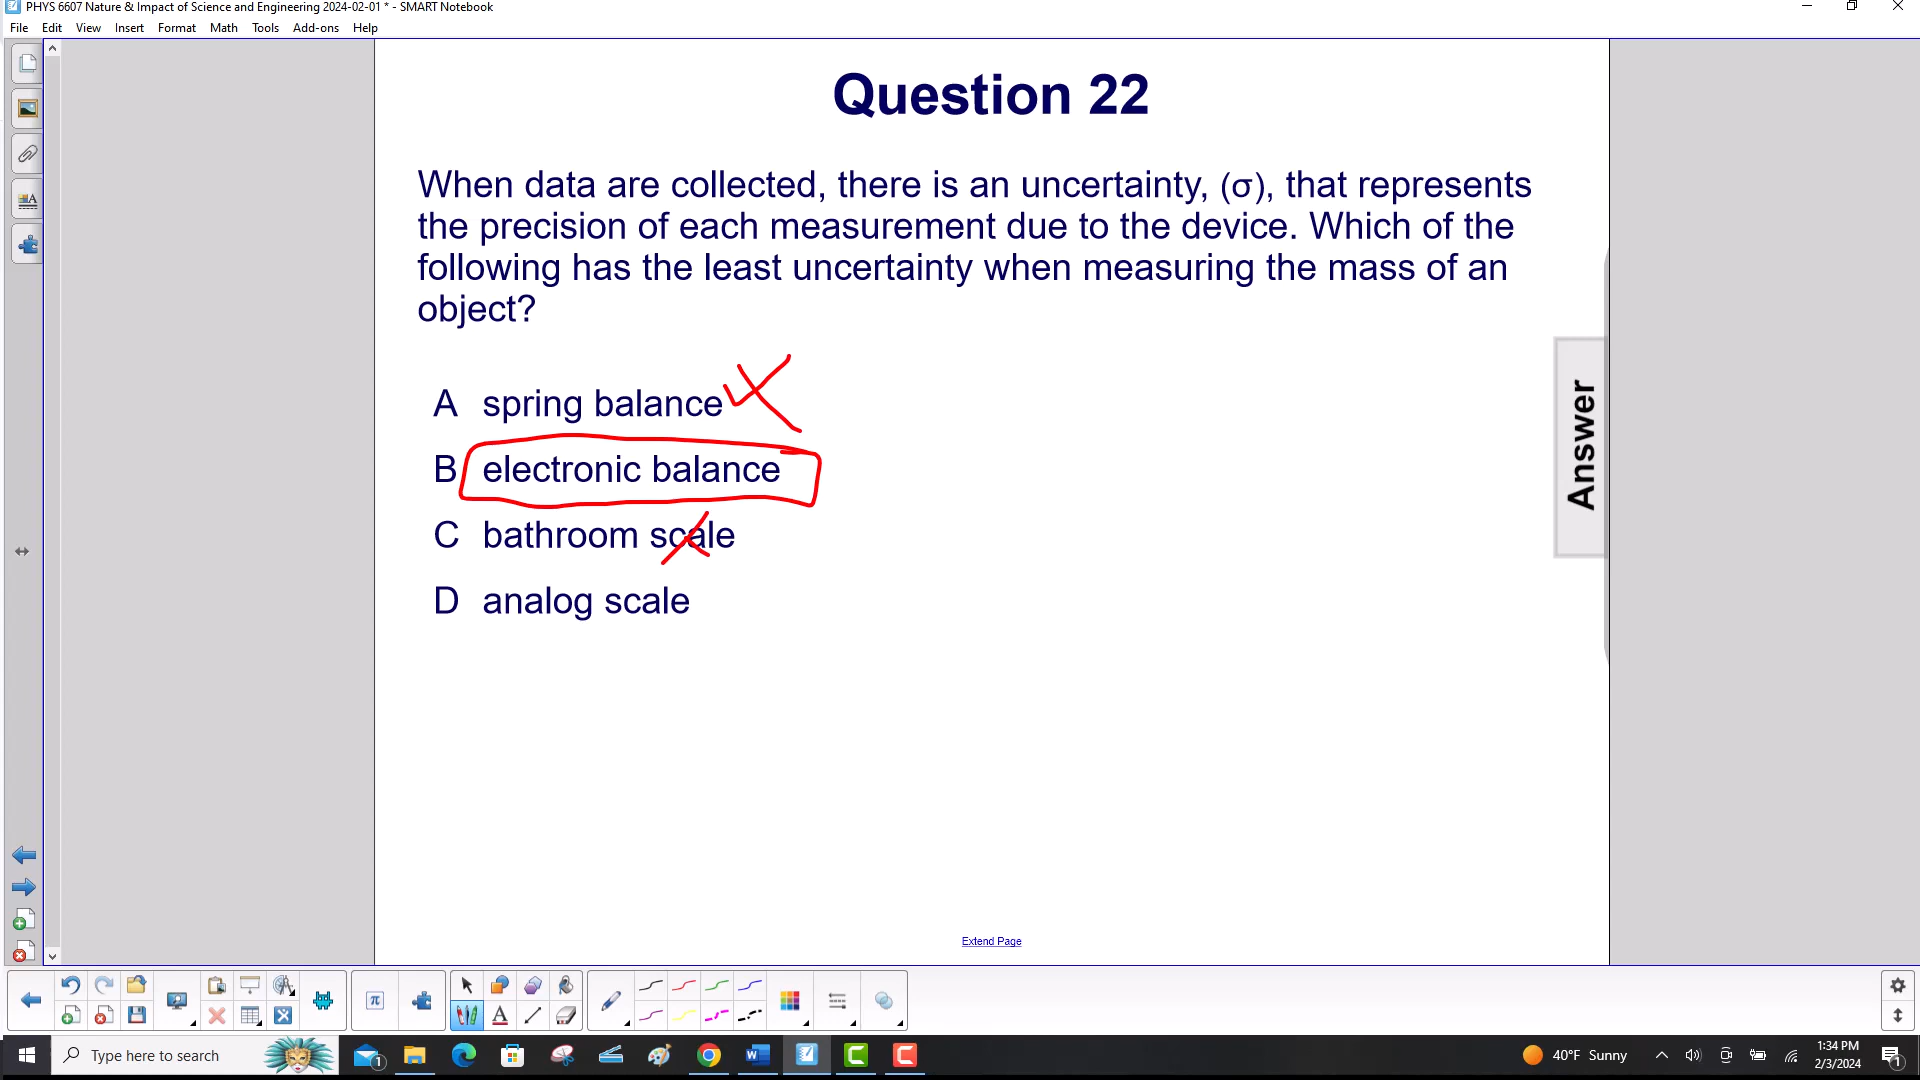 PHYS 6607 Nature & Impact of Science and Engineering 2024-02-01 * - SMART Notebook
File Edit View Insert Format Math Tools Add-ons Help
Question 22
When data are collected, there is an uncertainty, (σ), that represents
the precision of each measurement due to the device. Which of the
following has the least uncertainty when measuring the mass of an
object?
A spring balance
B electronic balance
C bathroom scale
D analog scale
Answer
Extend Page
π
A
Type here to search
1
40°F Sunny
1:34 PM
2/3/2024
1